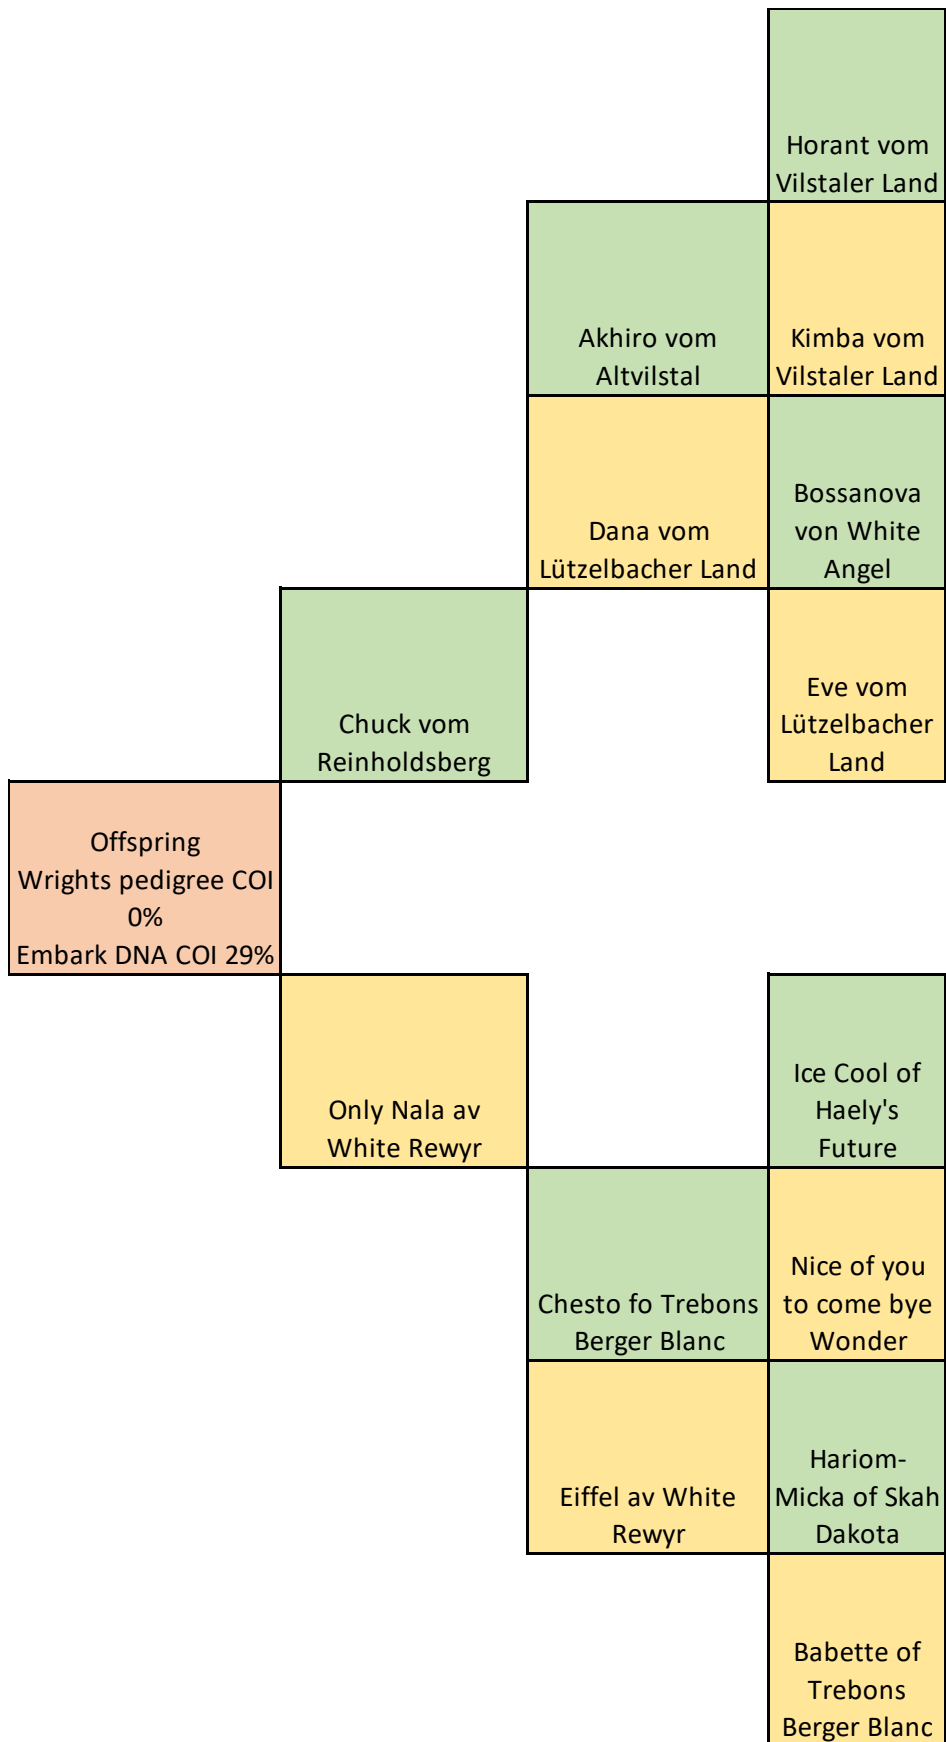 Horant vom
Vilstaler Land
Akhiro vom
Altvilstal
Kimba vom
Vilstaler Land
Dana vom
Lützelbacher Land
Bossanova
von White
Angel
Chuck vom
Reinholdsberg
Eve vom
Lützelbacher
Land
Offspring
Wrights pedigree COI
0%
Embark DNA COI 29%
Only Nala av
White Rewyr
Ice Cool of
Haely's
Future
Chesto fo Trebons
Berger Blanc
Nice of you
to come bye
Wonder
Eiffel av White
Rewyr
Hariom-
Micka of Skah
Dakota
Babette of
Trebons
Berger Blanc